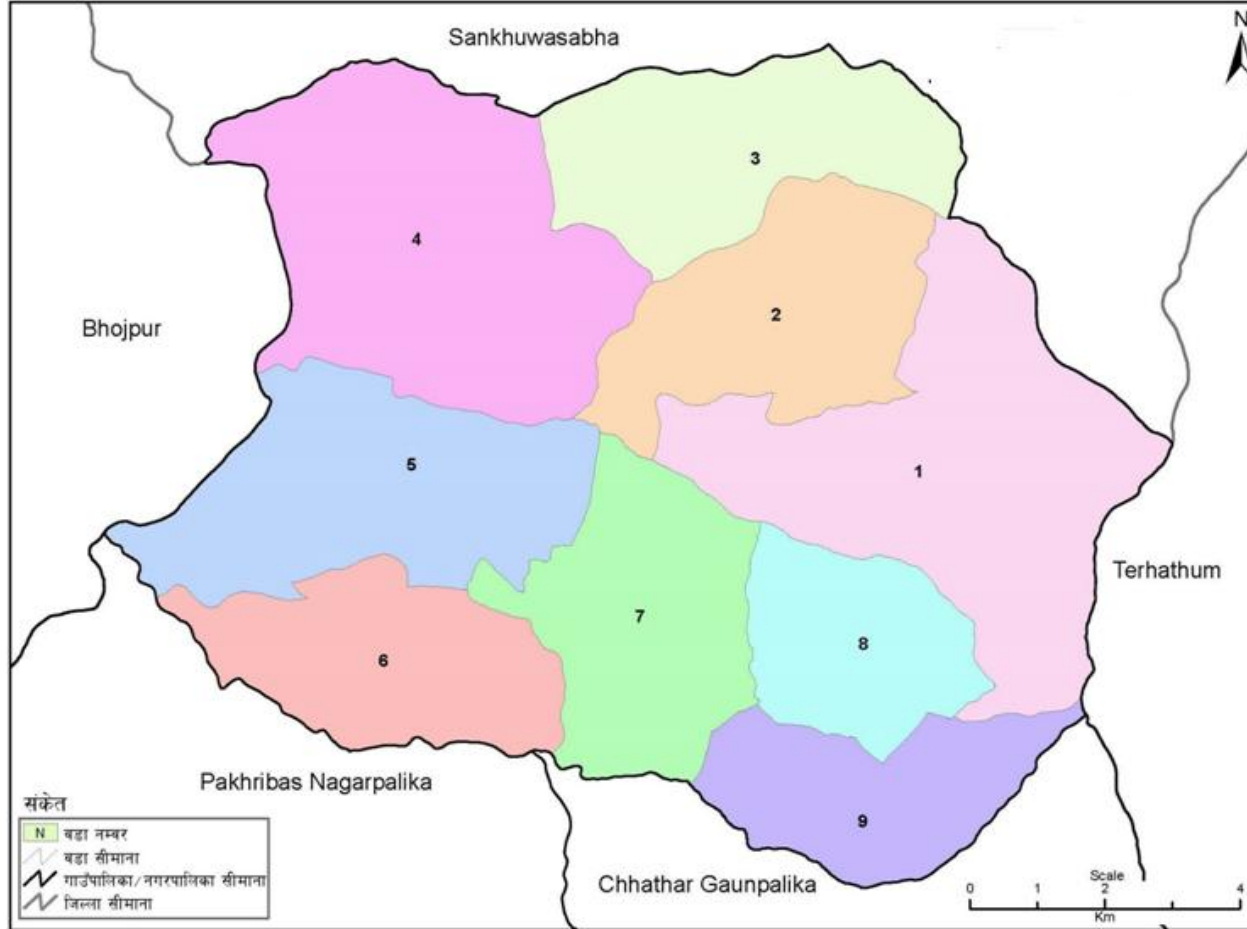 Sankhuwasabha
N
3
4
2
Bhojpur
5
1
Terhathum
7
8
6
Pakhribas Nagarpalika
9
Chhathar Gaunpalika
संकेत
N वडा नम्बर
वडा सीमाना
गाउँपालिका/नगरपालिका सीमाना
जिल्ला सीमाना
Scale
0 1 2 4
Km